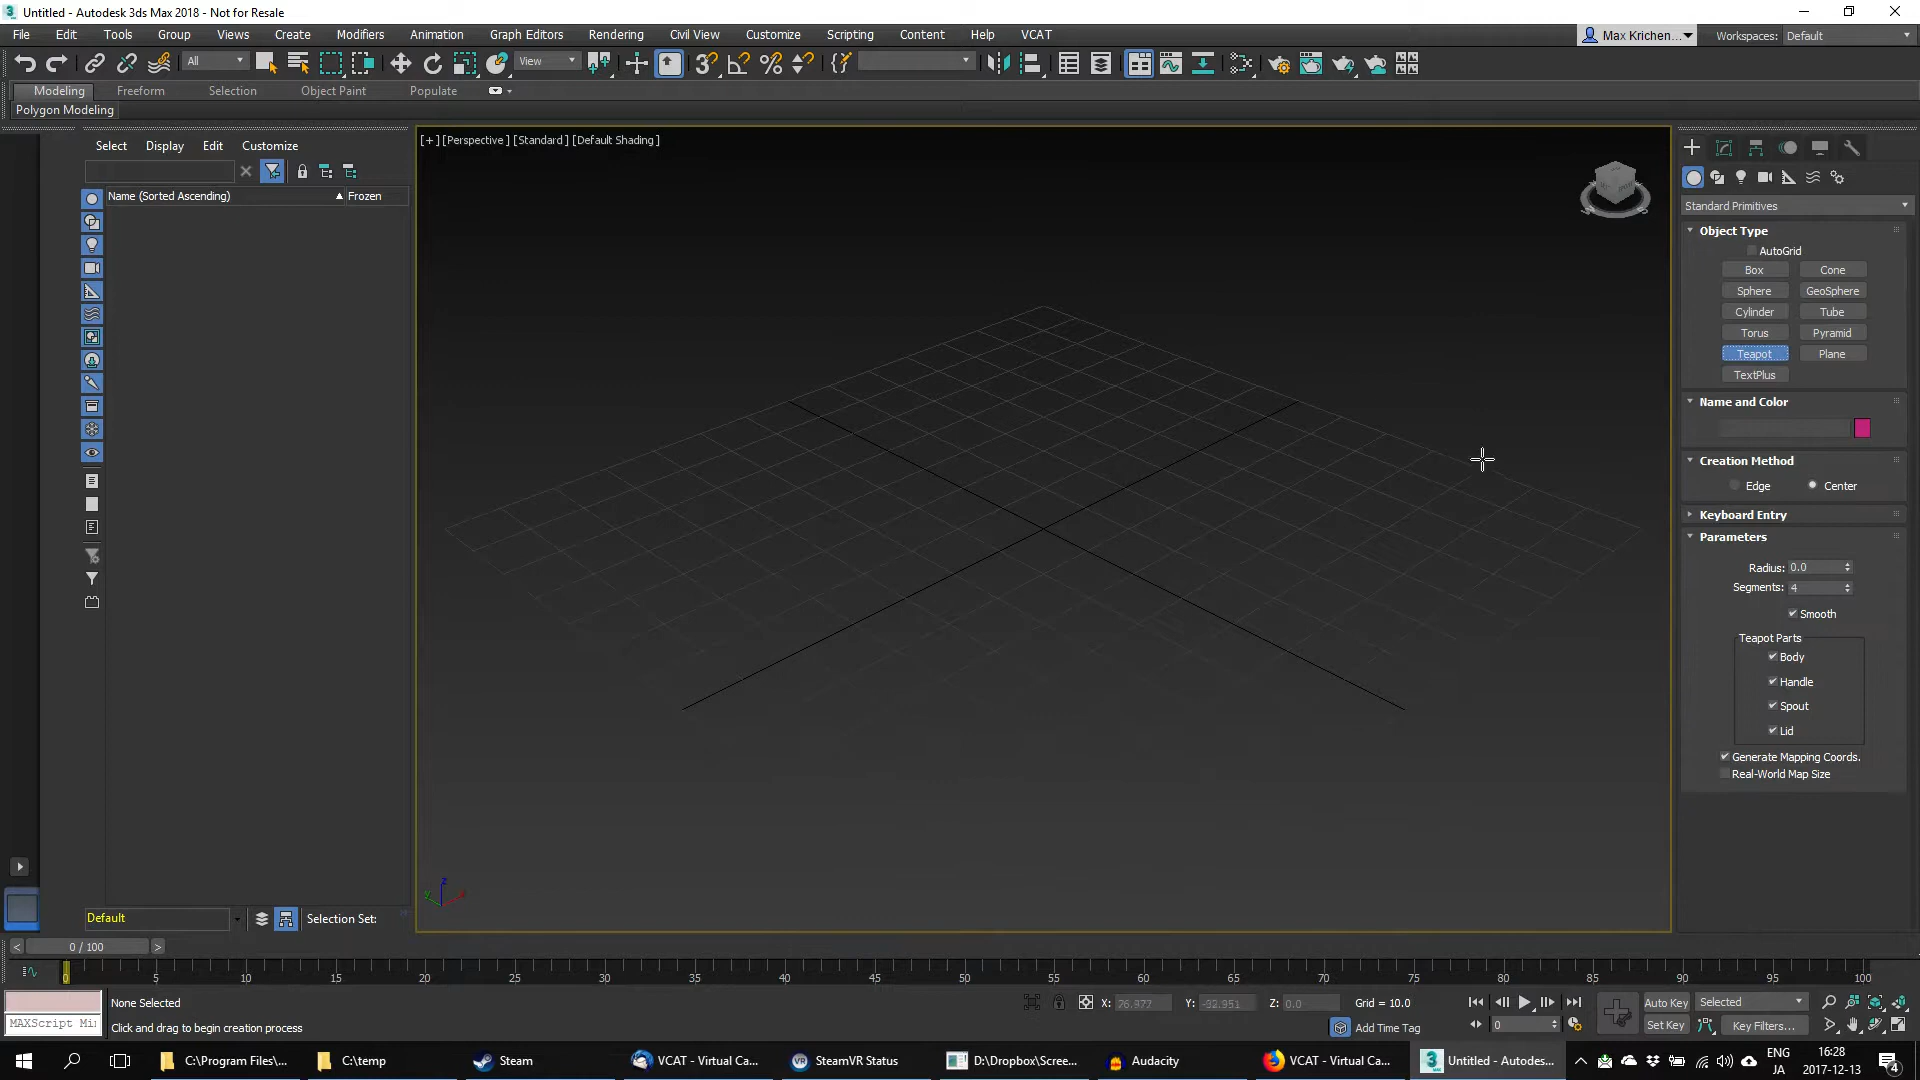 Untitled - Autodesk 3ds Max 2018 - Not for Resale
File Edit Tools Group Views Create Modifiers Animation Graph Editors Rendering Civil View Customize Scripting Content Help VCAT
Max Krichen... Workspaces: Default
All View
Modeling Freeform Selection Object Paint Populate
Polygon Modeling
Select Display Edit Customize
Name (Sorted Ascending) Frozen
[+] [Perspective] [Standard] [Default Shading]
Standard Primitives
Object Type
AutoGrid
Box Cone
Sphere GeoSphere
Cylinder Tube
Torus Pyramid
Teapot Plane
TextPlus
Name and Color
Creation Method
Edge Center
Keyboard Entry
Parameters
Radius: 0.0
Segments: 4
Smooth
Teapot Parts
Body
Handle
Spout
Lid
Generate Mapping Coords.
Real-World Map Size
z
y x
Default Selection Set:
< 0 / 100 >
0 5 10 15 20 25 30 35 40 45 50 55 60 65 70 75 80 85 90 95 100
None Selected X: 76.977 Y: -32.951 Z: 0.0 Grid = 10.0 Auto Key Selected
MAXScript Mi Click and drag to begin creation process Add Time Tag 0 Set Key Key Filters...
C:\Program Files\... C:\temp Steam VCAT - Virtual Ca... SteamVR Status D:\Dropbox\Scree... Audacity VCAT - Virtual Ca... Untitled - Autodes...
ENG 16:28
JA 2017-12-13 4